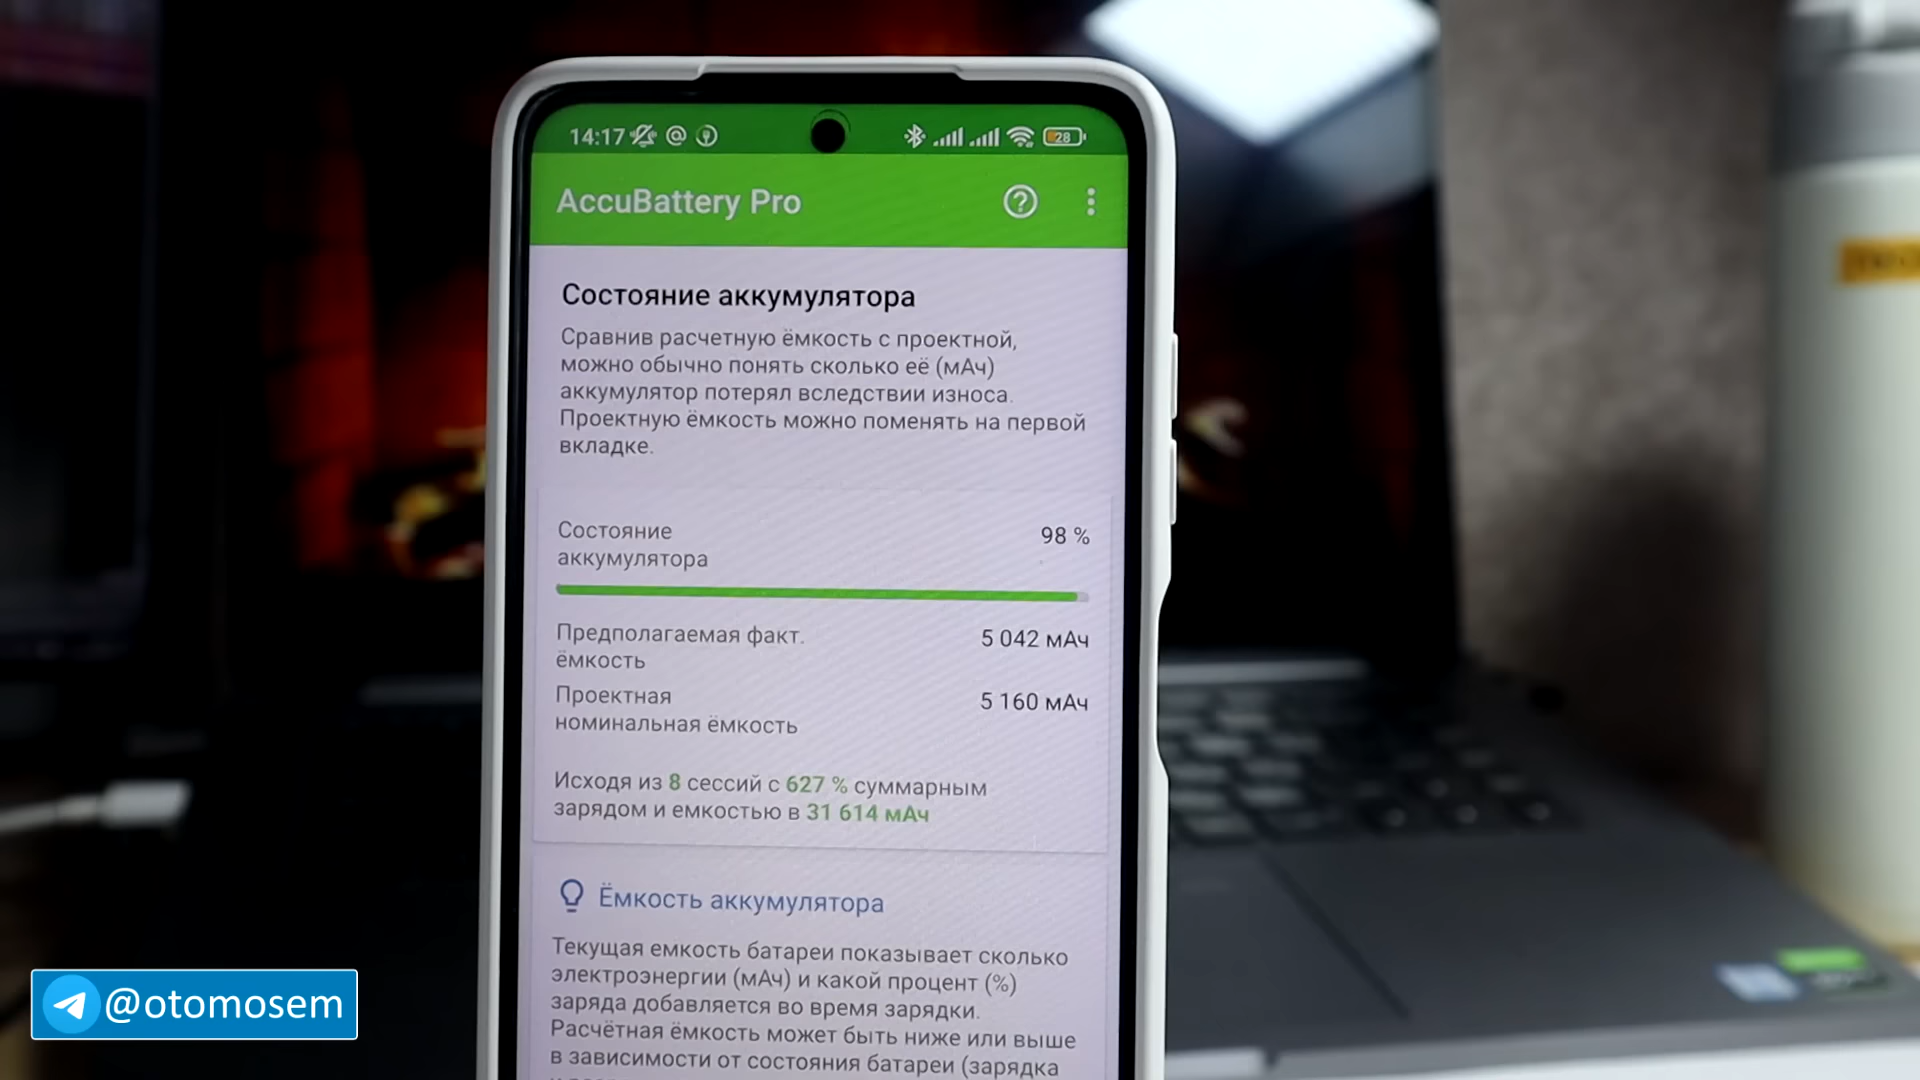 14:17
28
AccuBattery Pro
Состояние аккумулятора
Сравнив расчетную ёмкость с проектной,
можно обычно понять сколько её (мАч)
аккумулятор потерял вследствии износа.
Проектную ёмкость можно поменять на первой
вкладке.
Состояние
аккумулятора
98 %
Предполагаемая факт.
ёмкость
5 042 мАч
Проектная
номинальная ёмкость
5 160 мАч
Исходя из 8 сессий с 627 % суммарным
зарядом и емкостью в 31 614 мАч
Ёмкость аккумулятора
Текущая емкость батареи показывает сколько
электроэнергии (мАч) и какой процент (%)
заряда добавляется во время зарядки.
Расчётная ёмкость может быть ниже или выше
в зависимости от состояния батареи (зарядка
@otomosem